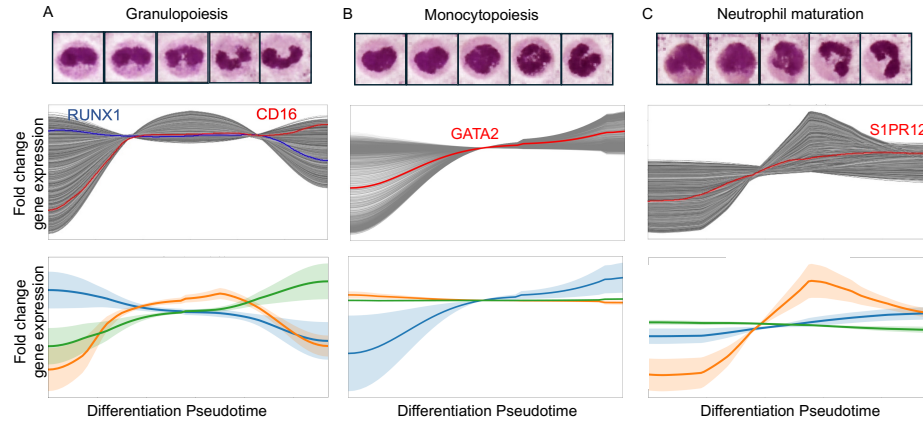 A Granulopoiesis
B Monocytopoiesis
C Neutrophil maturation
Fold change
gene expression
RUNX1
CD16
GATA2
S1PR12
Fold change
gene expression
Differentiation Pseudotime
Differentiation Pseudotime
Differentiation Pseudotime